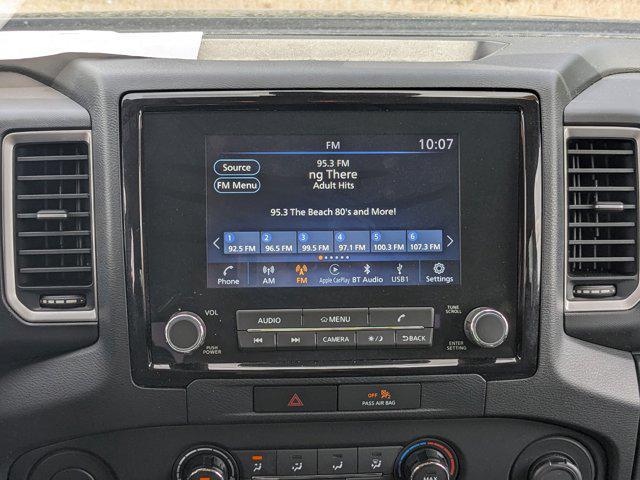 FM
10:07
Source
95.3 FM
ng There
FM Menu
Adult Hits
95.3 The Beach 80's and More!
1 2 3 4 5 6
92.5 FM 96.5 FM 99.5 FM 97.1 FM 100.3 FM 107.3 FM
Phone AM FM Apple CarPlay BT Audio USB1 Settings
VOL
TUNE
SCROLL
AUDIO MENU
PUSH
POWER
CAMERA BACK
ENTER
SETTING
OFF
PASS AIR BAG
MAX